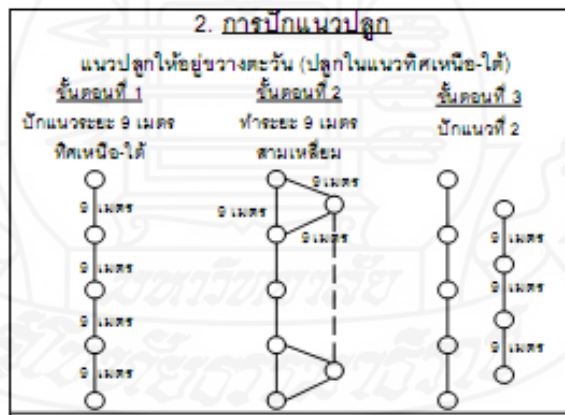 2. การปักแนวปลูก
แนวปลูกให้อยู่ขวางตะวัน (ปลูกในแนวทิศเหนือ-ใต้)
ขั้นตอนที่ 1
ปักแนวระยะ 9 เมตร
ทิศเหนือ-ใต้
9 เมตร
9 เมตร
9 เมตร
9 เมตร
ขั้นตอนที่ 2
ทำระยะ 9 เมตร
สามเหลี่ยม
9 เมตร
9 เมตร
9 เมตร
ขั้นตอนที่ 3
ปักแนวที่ 2
9 เมตร
9 เมตร
9 เมตร